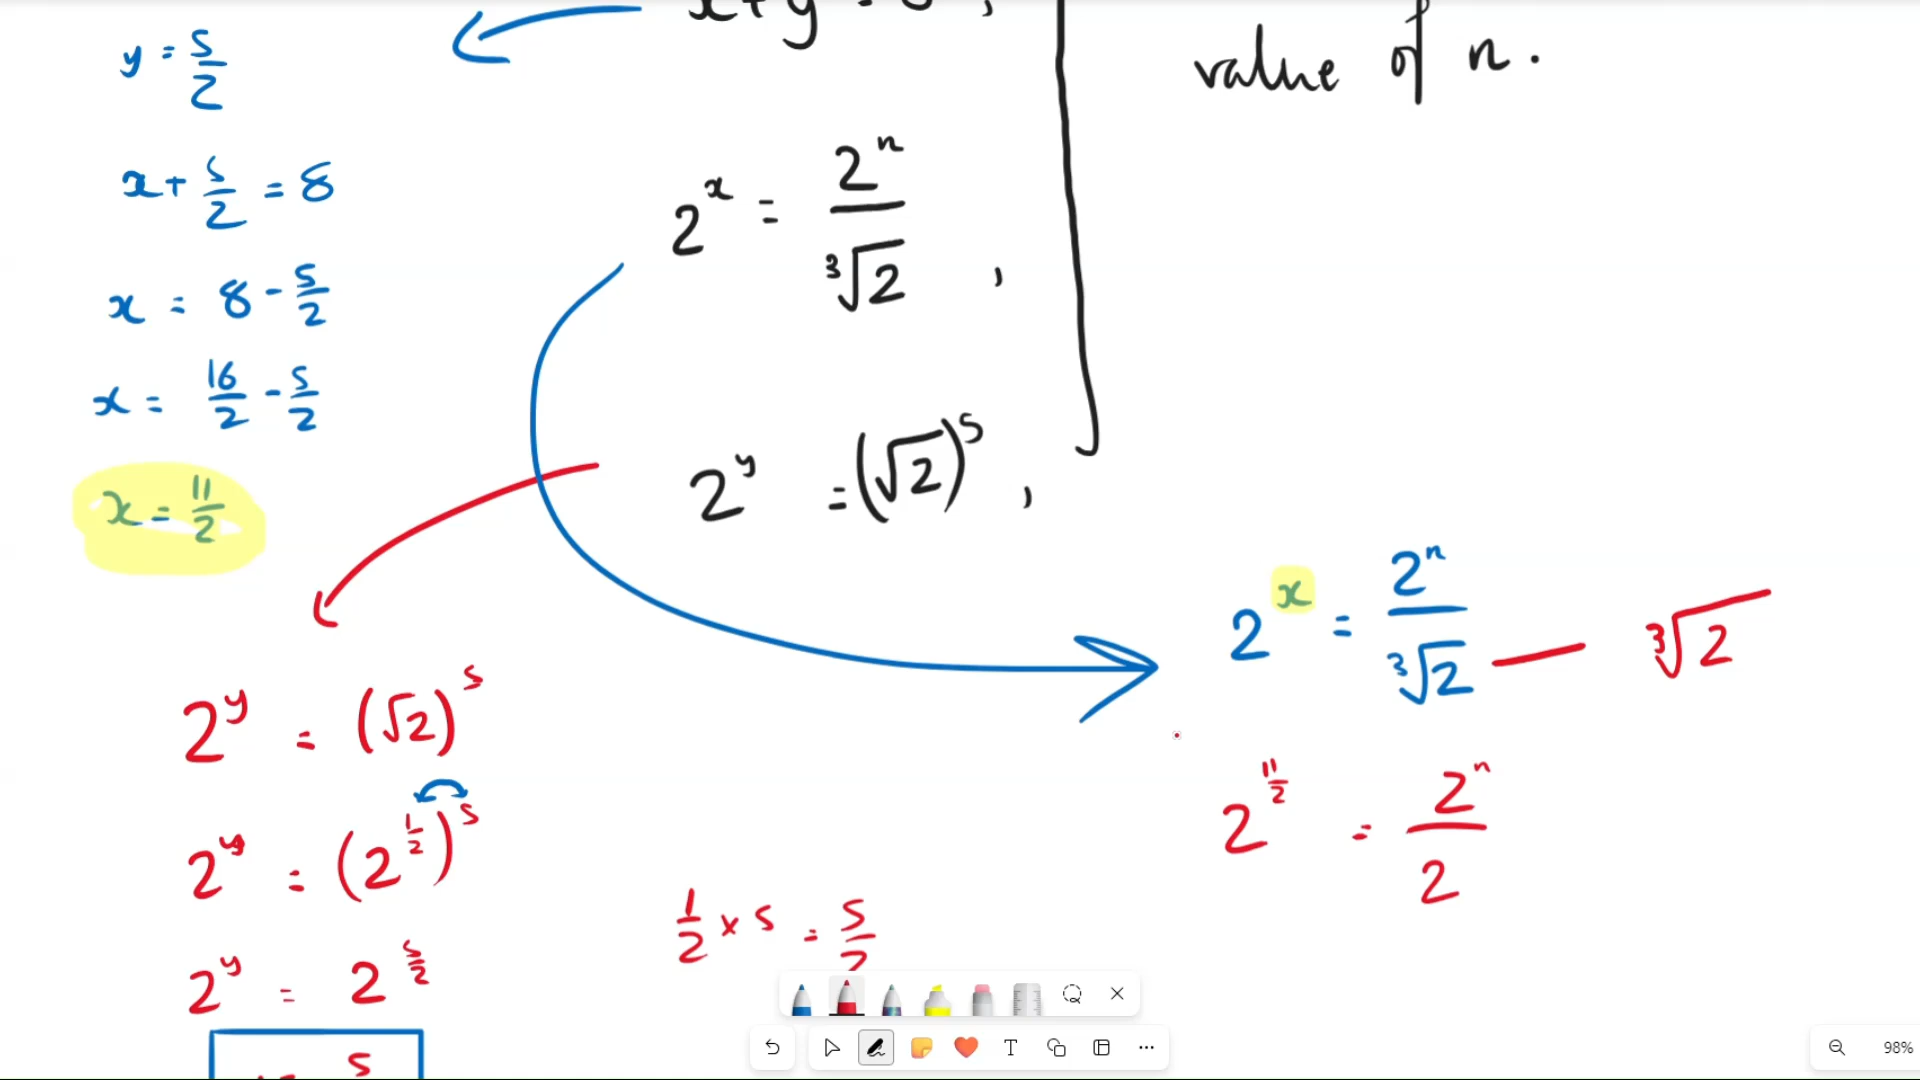 y = 5/2
x + y = 8 ,
value of n.
x + 5/2 = 8
2^x = 2^n / ∛2 ,
x = 8 - 5/2
x = 16/2 - 5/2
x = 11/2
2^y = (√2)^5 ,
2^x = 2^n / ∛2 — ∛2
2^y = (√2)^5
2^(11/2) = 2^n / 2
2^y = (2^(1/2))^5
1/2 × 5 = 5/2
2^y = 2^(5/2)
5
T
98%